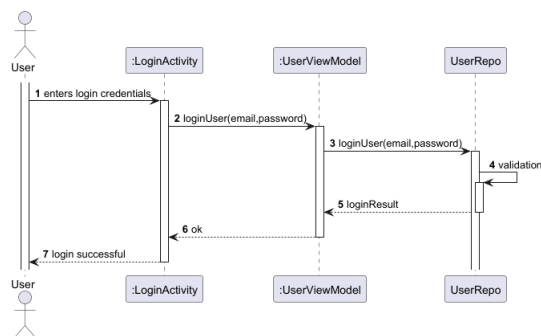 User
:LoginActivity
:UserViewModel
UserRepo
1 enters login credentials
2 loginUser(email,password)
3 loginUser(email,password)
4 validation
5 loginResult
6 ok
7 login successful
User
:LoginActivity
:UserViewModel
UserRepo